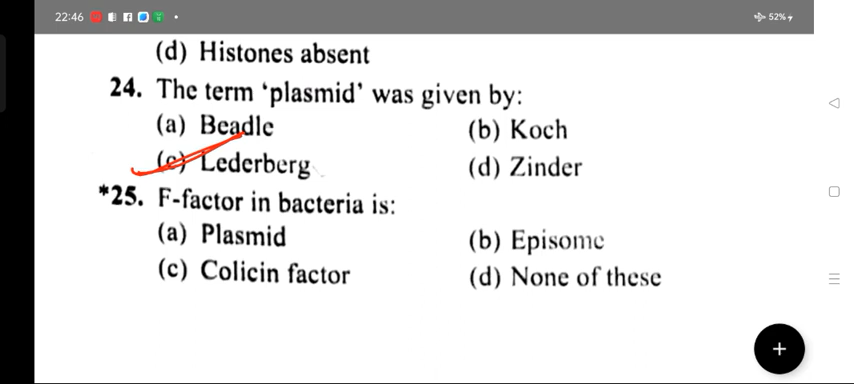 22:46
52%
(d) Histones absent
24. The term ‘plasmid’ was given by:
(a) Beadle (b) Koch
(c) Lederberg (d) Zinder
*25. F-factor in bacteria is:
(a) Plasmid (b) Episome
(c) Colicin factor (d) None of these